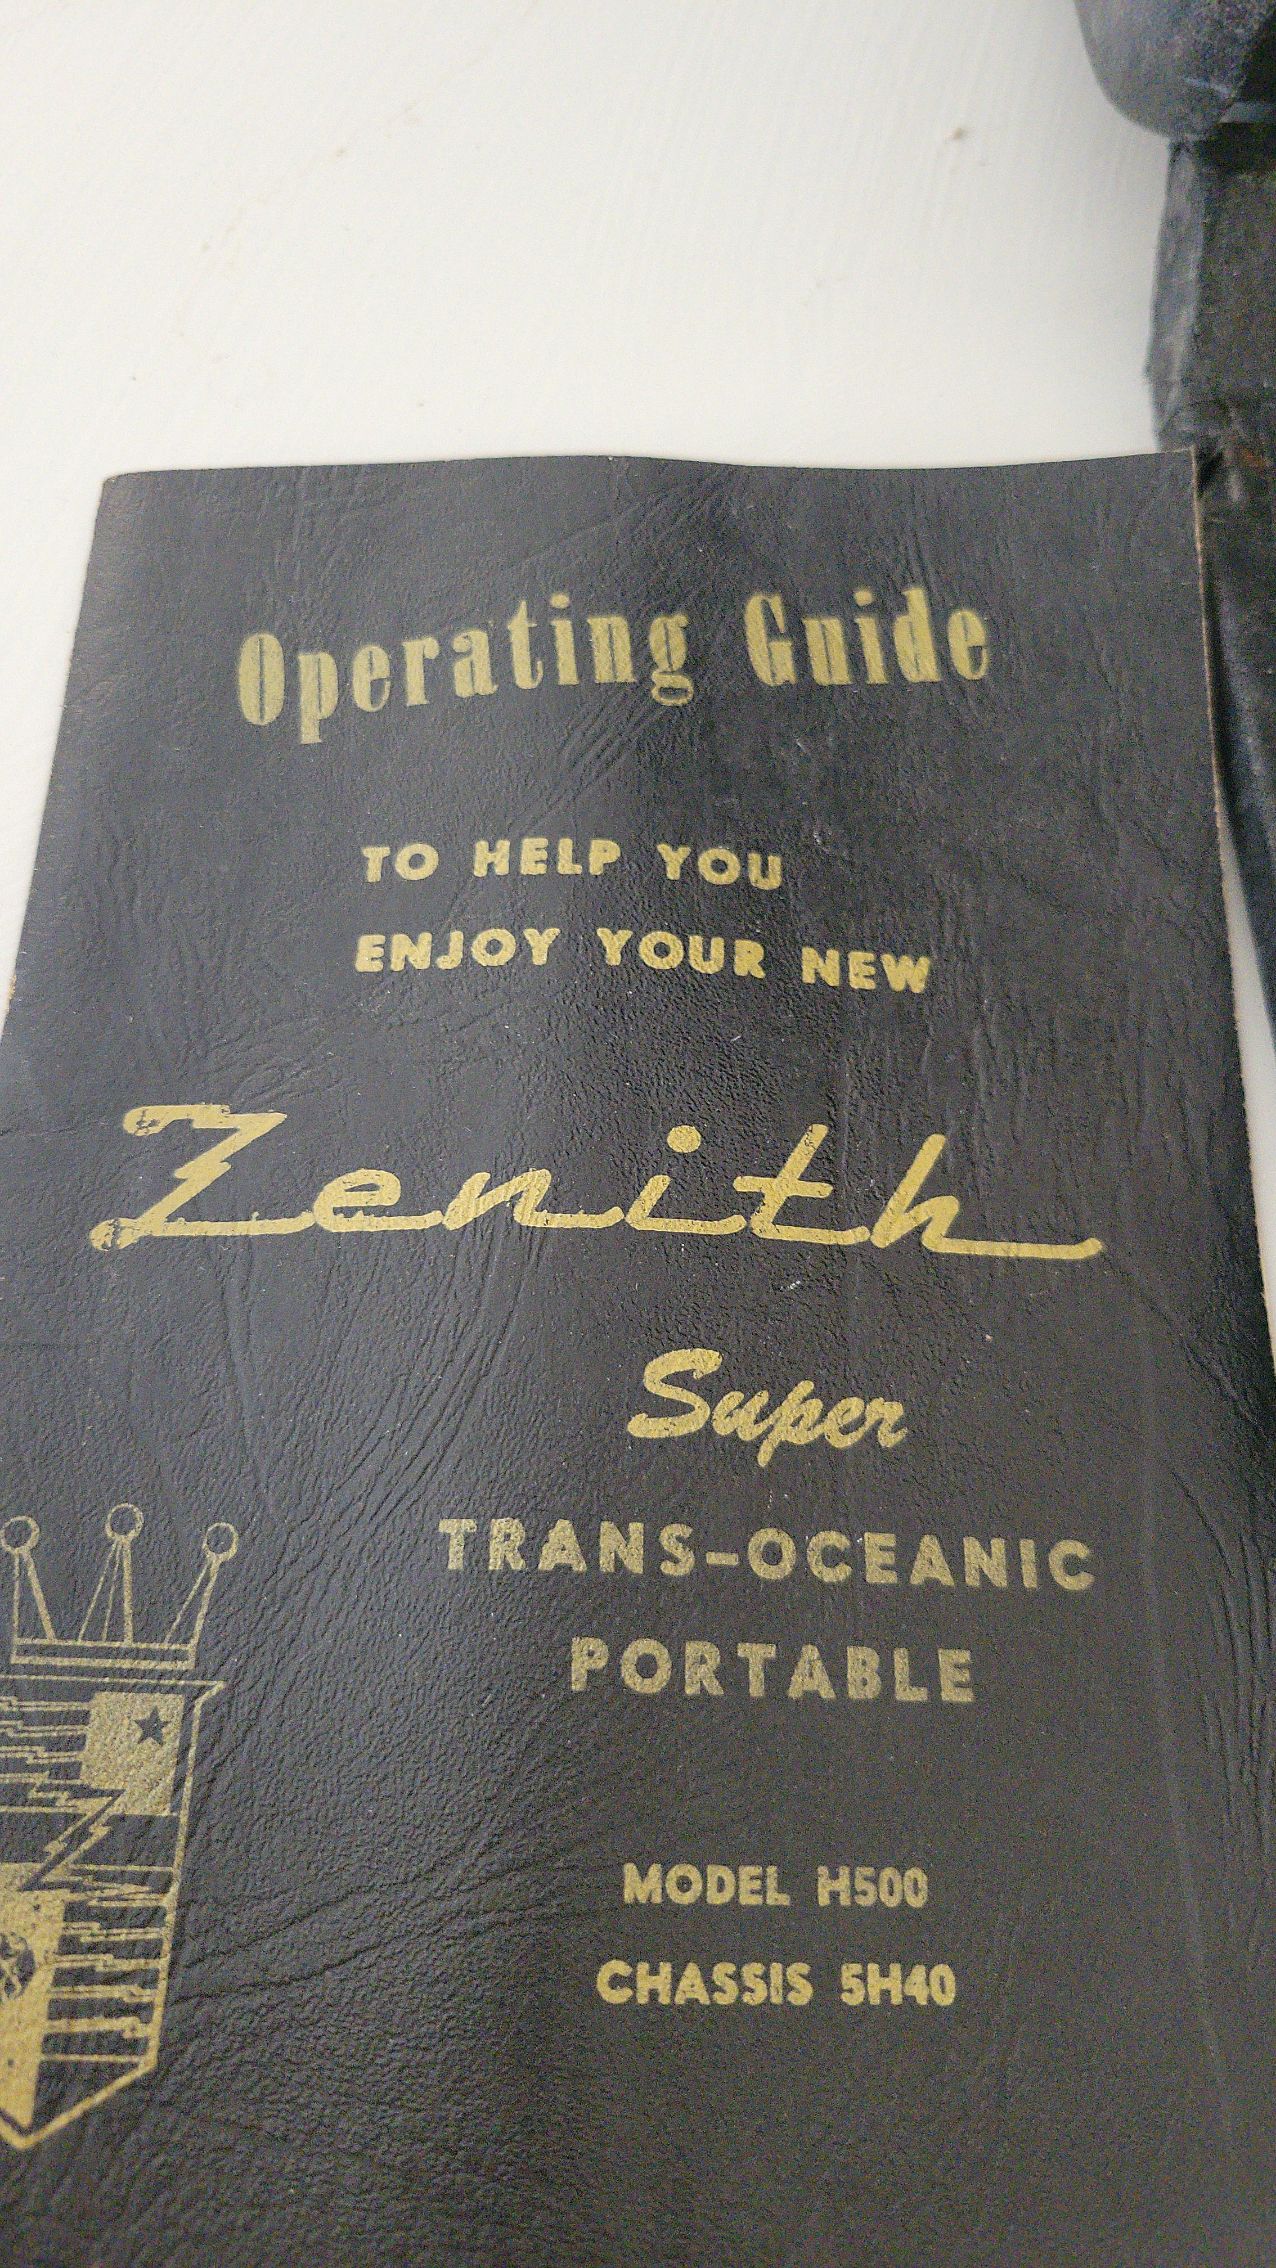 Operating Guide
TO HELP YOU
ENJOY YOUR NEW
Zenith
Super
TRANS-OCEANIC
PORTABLE
MODEL H500
CHASSIS 5H40